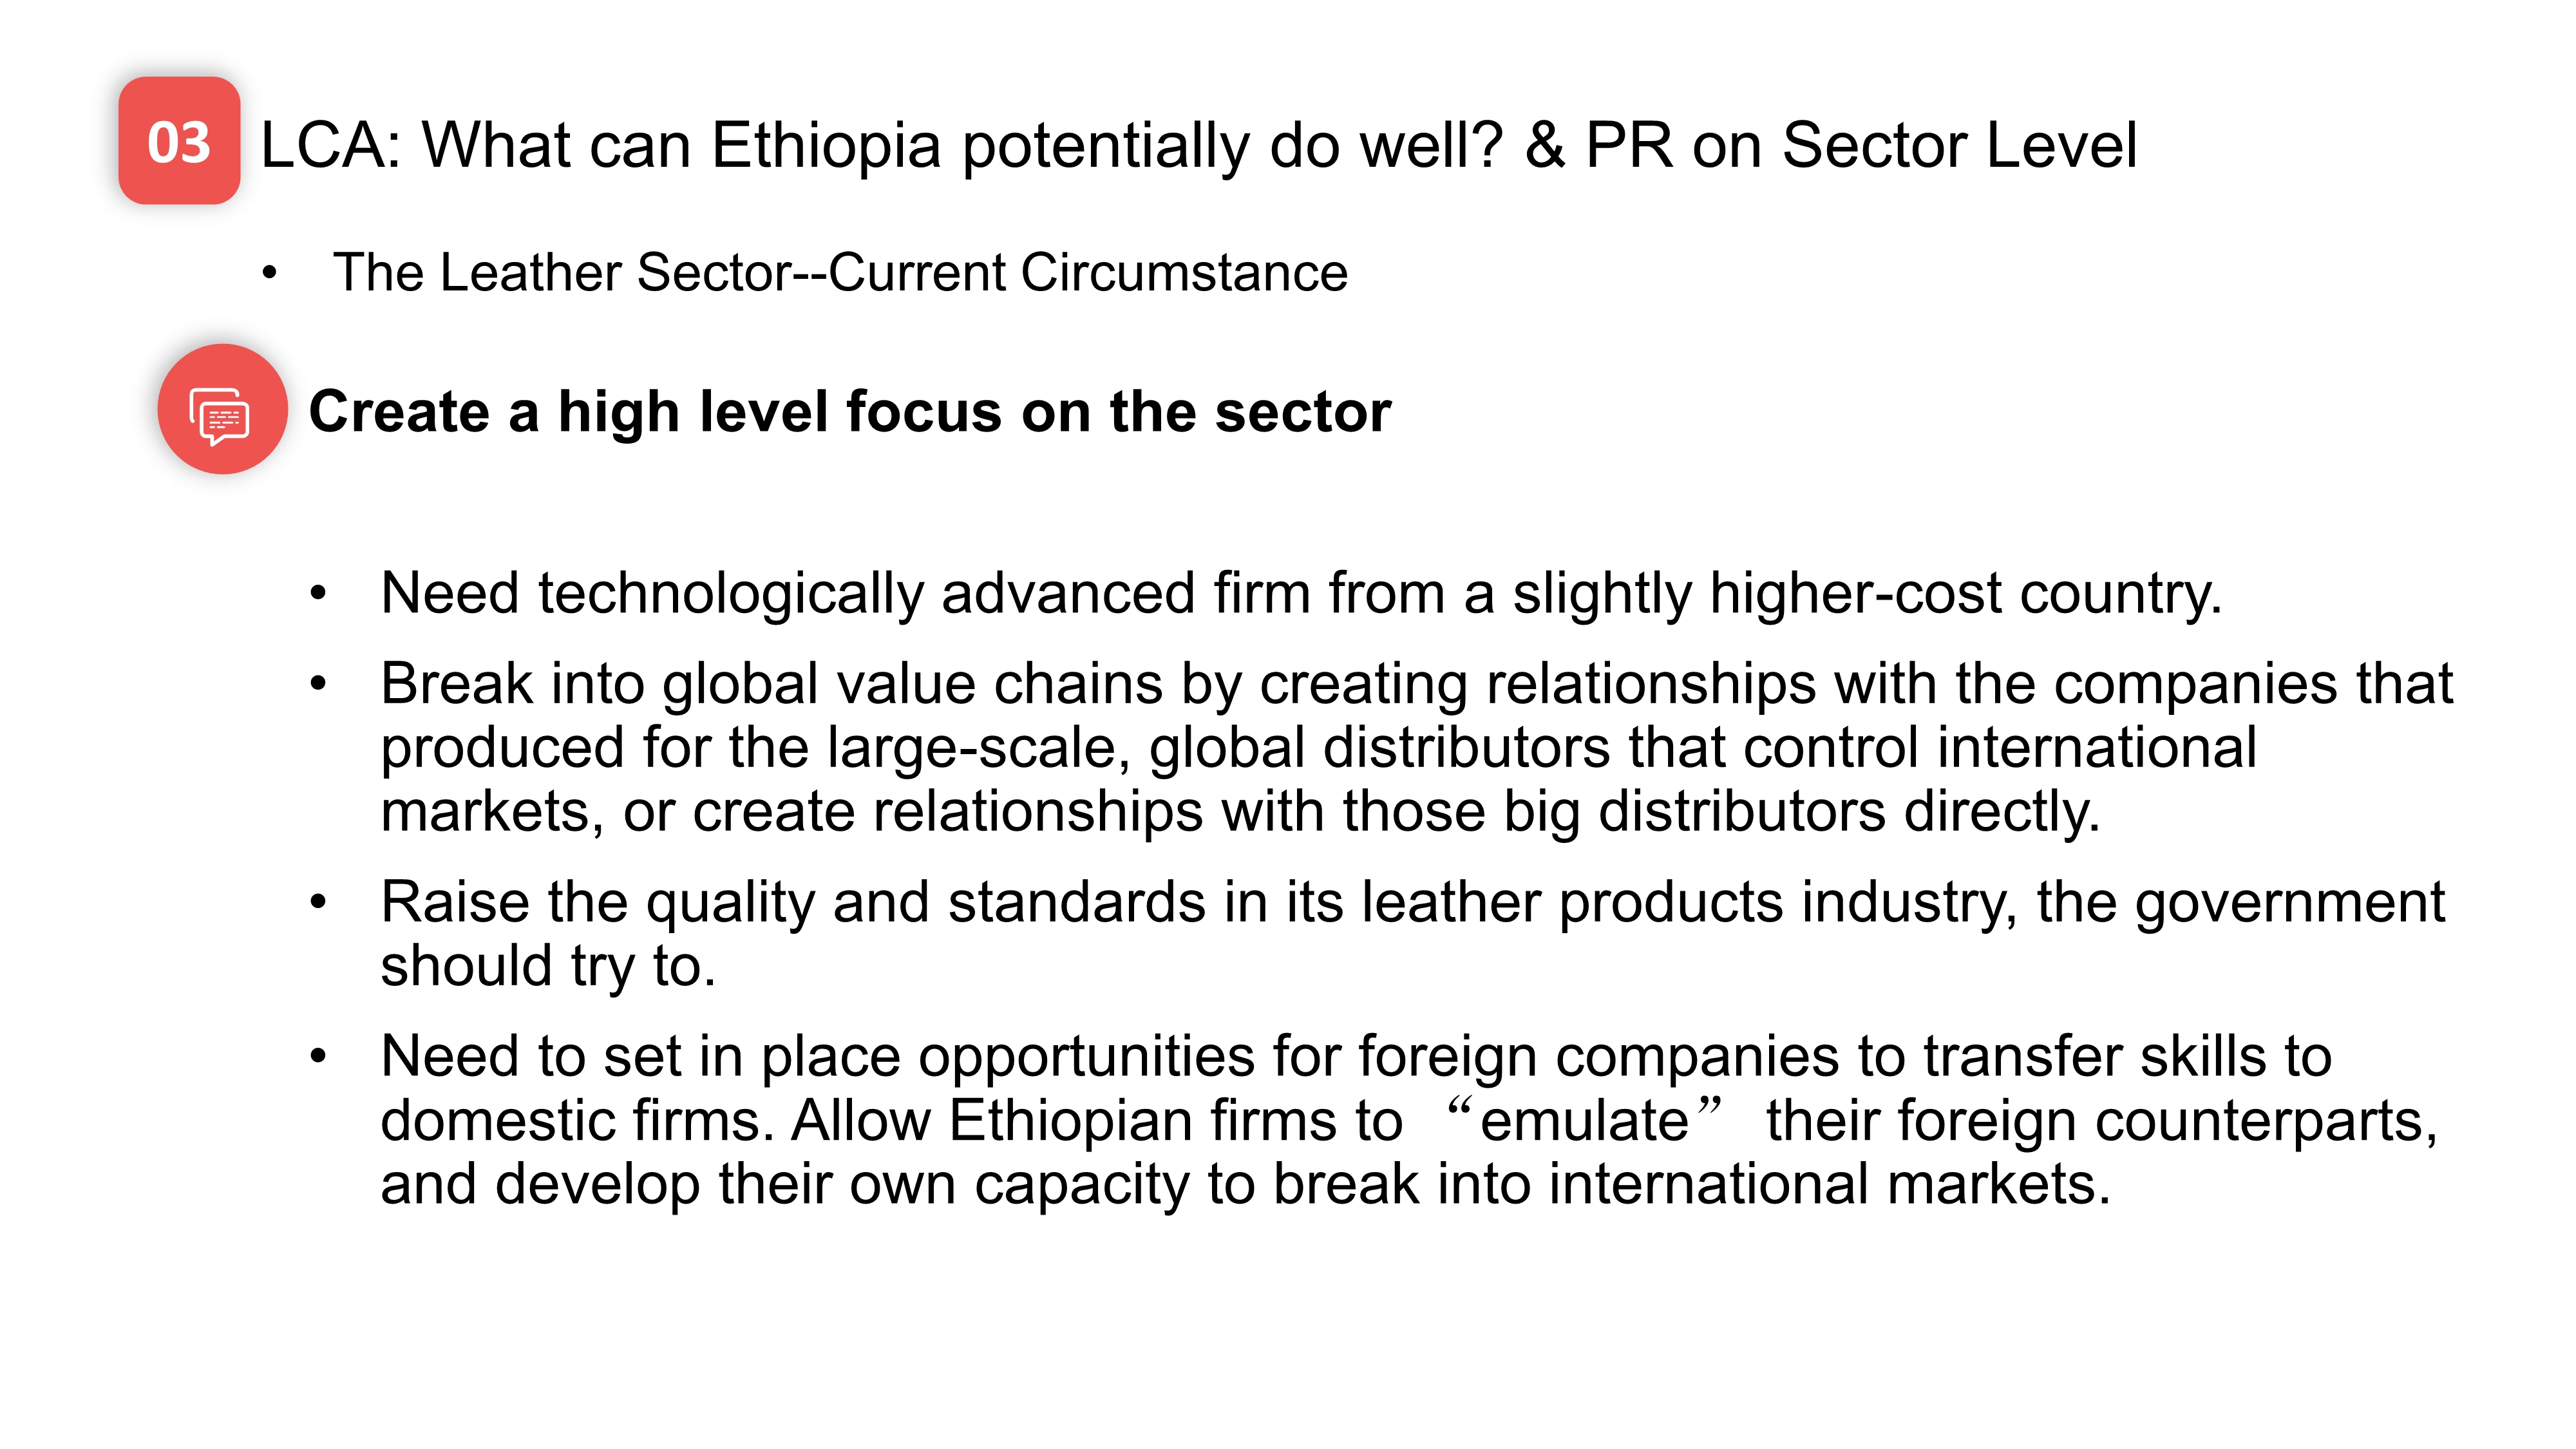 03
LCA: What can Ethiopia potentially do well? & PR on Sector Level
• The Leather Sector--Current Circumstance
Create a high level focus on the sector
• Need technologically advanced firm from a slightly higher-cost country.
• Break into global value chains by creating relationships with the companies that
produced for the large-scale, global distributors that control international
markets, or create relationships with those big distributors directly.
• Raise the quality and standards in its leather products industry, the government
should try to.
• Need to set in place opportunities for foreign companies to transfer skills to
domestic firms. Allow Ethiopian firms to “emulate” their foreign counterparts,
and develop their own capacity to break into international markets.